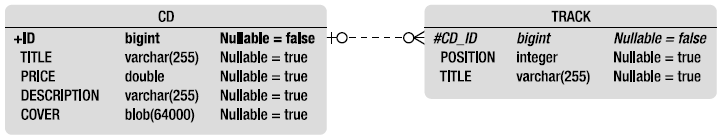 CD
+ID bigint Nullable = false
TITLE varchar(255) Nullable = true
PRICE double Nullable = true
DESCRIPTION varchar(255) Nullable = true
COVER blob(64000) Nullable = true
TRACK
#CD_ID bigint Nullable = false
POSITION integer Nullable = true
TITLE varchar(255) Nullable = true